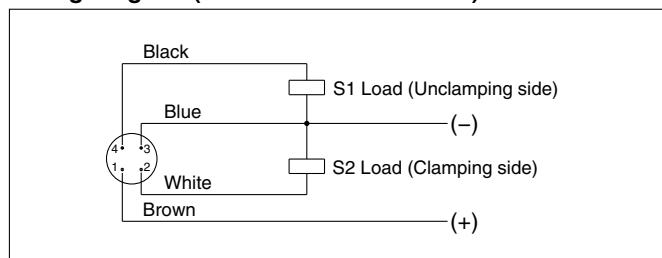 Black
S1 Load (Unclamping side)
Blue
(−)
4 3
1 2
S2 Load (Clamping side)
White
Brown
(+)